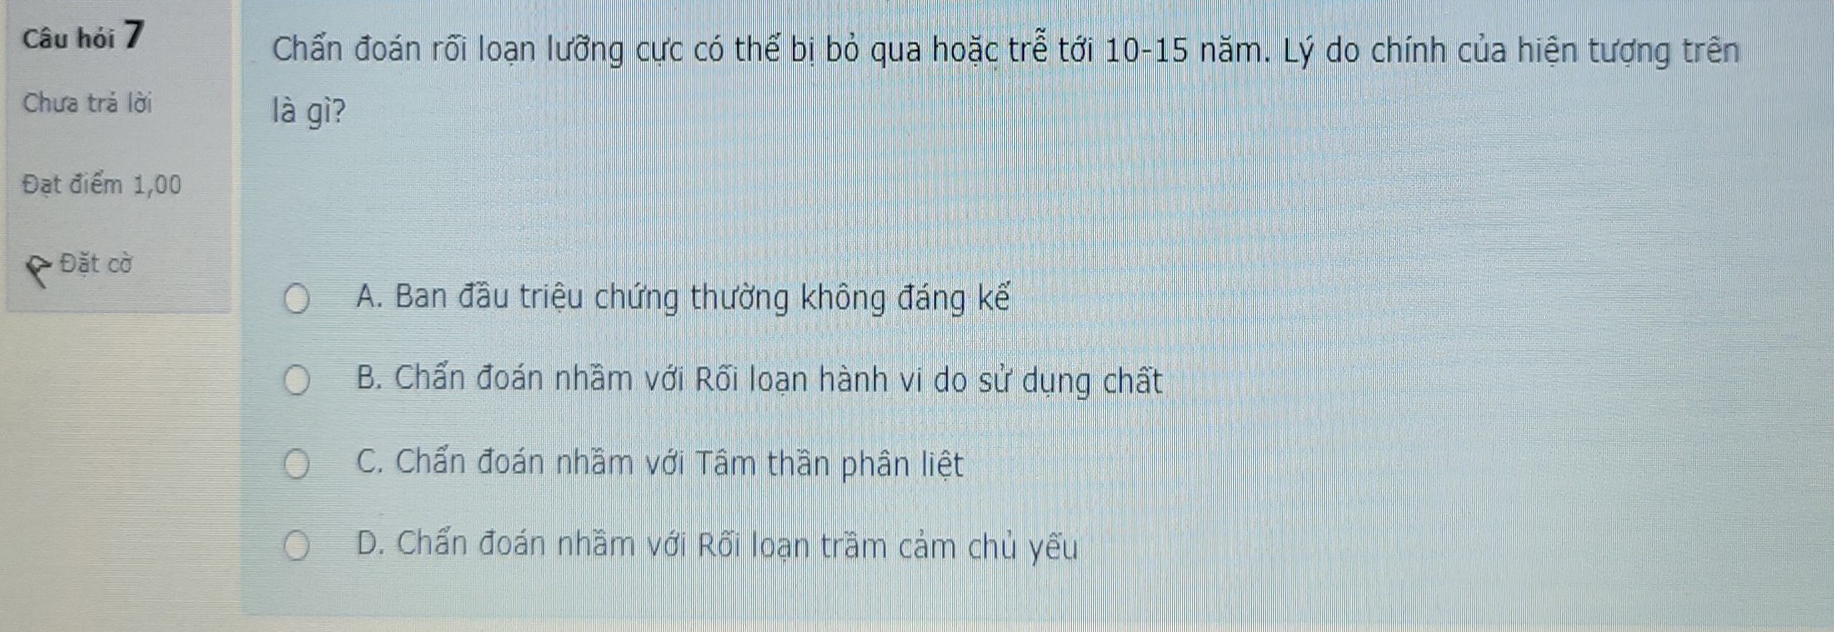 Câu hỏi 7
Chưa trả lời
Đạt điểm 1,00
Đặt cờ
Chẩn đoán rối loạn lưỡng cực có thể bị bỏ qua hoặc trễ tới 10-15 năm. Lý do chính của hiện tượng trên
là gì?
A. Ban đầu triệu chứng thường không đáng kể
B. Chẩn đoán nhầm với Rối loạn hành vi do sử dụng chất
C. Chẩn đoán nhầm với Tâm thần phân liệt
D. Chẩn đoán nhầm với Rối loạn trầm cảm chủ yếu